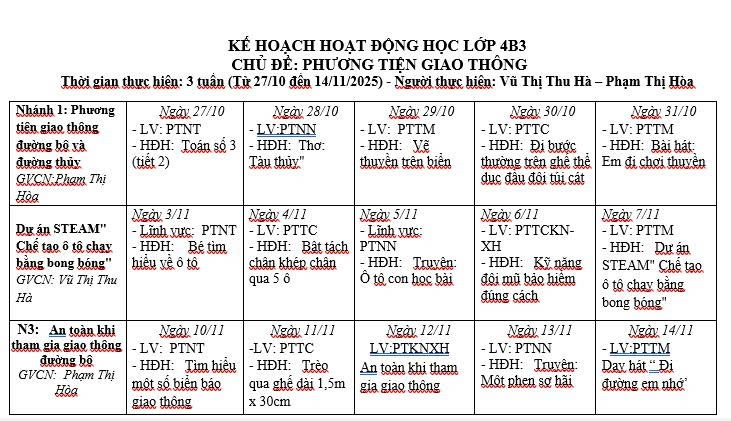 KẾ HOẠCH HOẠT ĐỘNG HỌC LỚP 4B3
CHỦ ĐỀ: PHƯƠNG TIỆN GIAO THÔNG
Thời gian thực hiện: 3 tuần (Từ 27/10 đến 14/11/2025) - Người thực hiện: Vũ Thị Thu Hà – Phạm Thị Hòa
Nhánh 1: Phương
tiện giao thông
đường bộ và
đường thủy
GVCN:Phạm Thị
Hòa
Ngày 27/10
- LV: PTNT
- HĐH: Toán số 3
(tiết 2)
Ngày 28/10
- LV:PTNN
- HĐH: Thơ:
Tàu thủy"
Ngày 29/10
- LV: PTTM
- HĐH: Vẽ
thuyền trên biển
Ngày 30/10
- LV: PTTC
- HĐH: Đi bước
thường trên ghế thể
dục đầu đội túi cát
Ngày 31/10
- LV: PTTM
- HĐH: Bài hát:
Em đi chơi thuyền
Dự án STEAM"
Chế tạo ô tô chạy
bằng bong bóng"
GVCN: Vũ Thị Thu
Hà
Ngày 3/11
- Lĩnh vực: PTNT
- HĐH: Bé tìm
hiểu về ô tô
Ngày 4/11
- LV: PTTC
- HĐH: Bật tách
chân khép chân
qua 5 ô
Ngày 5/11
- Lĩnh vực:
PTNN
- HĐH: Truyện:
Ô tô con học bài
Ngày 6/11
- LV: PTTCKN-
XH
- HĐH: Kỹ năng
đội mũ bảo hiểm
đúng cách
Ngày 7/11
- LV: PTTM
- HĐH: Dự án
STEAM" Chế tạo
ô tô chạy bằng
bong bóng"
N3: An toàn khi
tham gia giao thông
đường bộ
GVCN: Phạm Thị
Hòa
Ngày 10/11
- LV: PTNT
- HĐH: Tìm hiểu
một số biển báo
giao thông
Ngày 11/11
-LV: PTTC
- HĐH: Trèo
qua ghế dài 1,5m
x 30cm
Ngày 12/11
LV:PTKNXH
An toàn khi tham
gia giao thông
Ngày 13/11
- LV: PTNN
- HĐH: Truyện:
Một phen sợ hãi
Ngày 14/11
- LV:PTTM
Dạy hát “ Đi
đường em nhớ’